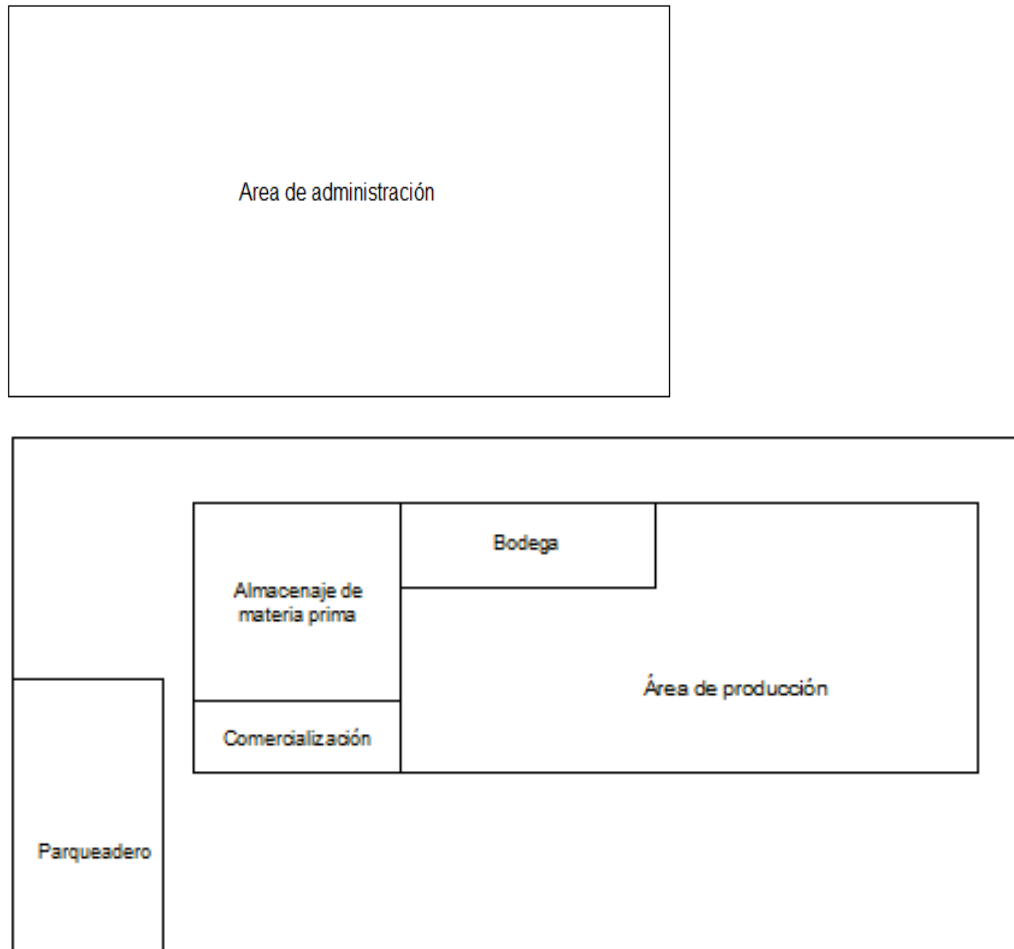 Area de administración
Bodega
Almacenaje de
materia prima
Área de producción
Comercialización
Parqueadero